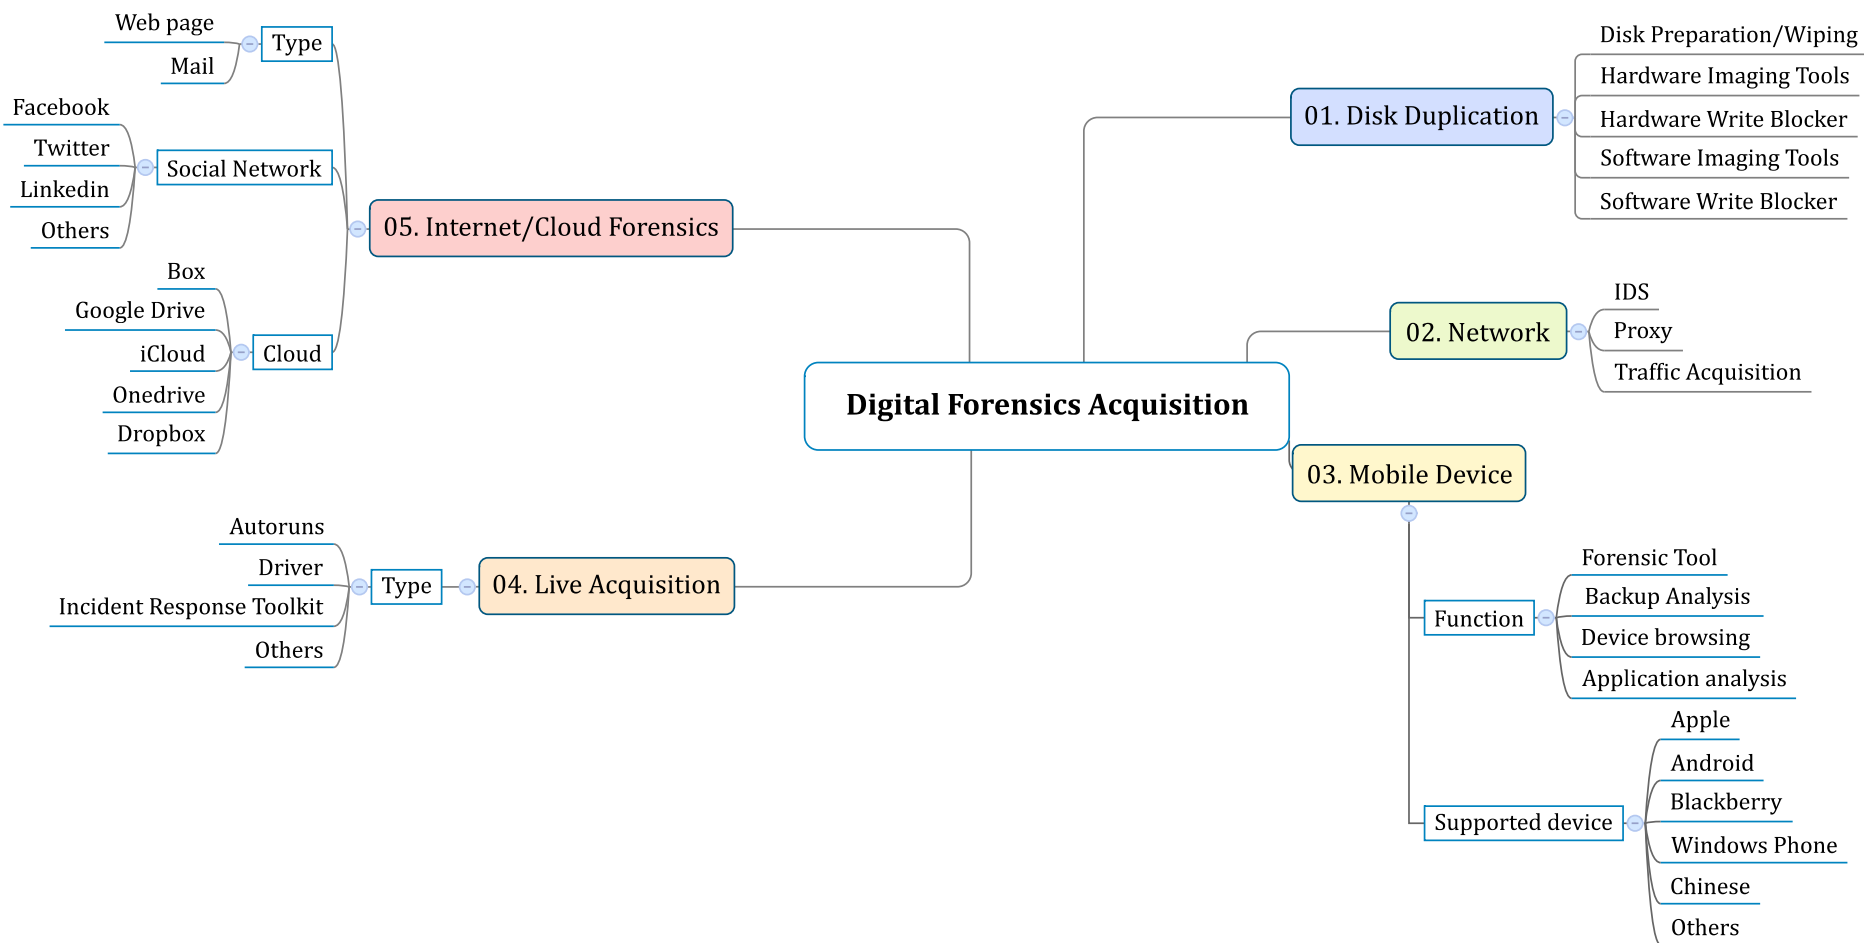 Digital Forensics Acquisition
01. Disk Duplication
Disk Preparation/Wiping
Hardware Imaging Tools
Hardware Write Blocker
Software Imaging Tools
Software Write Blocker
02. Network
IDS
Proxy
Traffic Acquisition
03. Mobile Device
Function
Forensic Tool
Backup Analysis
Device browsing
Application analysis
Supported device
Apple
Android
Blackberry
Windows Phone
Chinese
Others
04. Live Acquisition
Type
Autoruns
Driver
Incident Response Toolkit
Others
05. Internet/Cloud Forensics
Type
Web page
Mail
Social Network
Facebook
Twitter
Linkedin
Others
Cloud
Box
Google Drive
iCloud
Onedrive
Dropbox